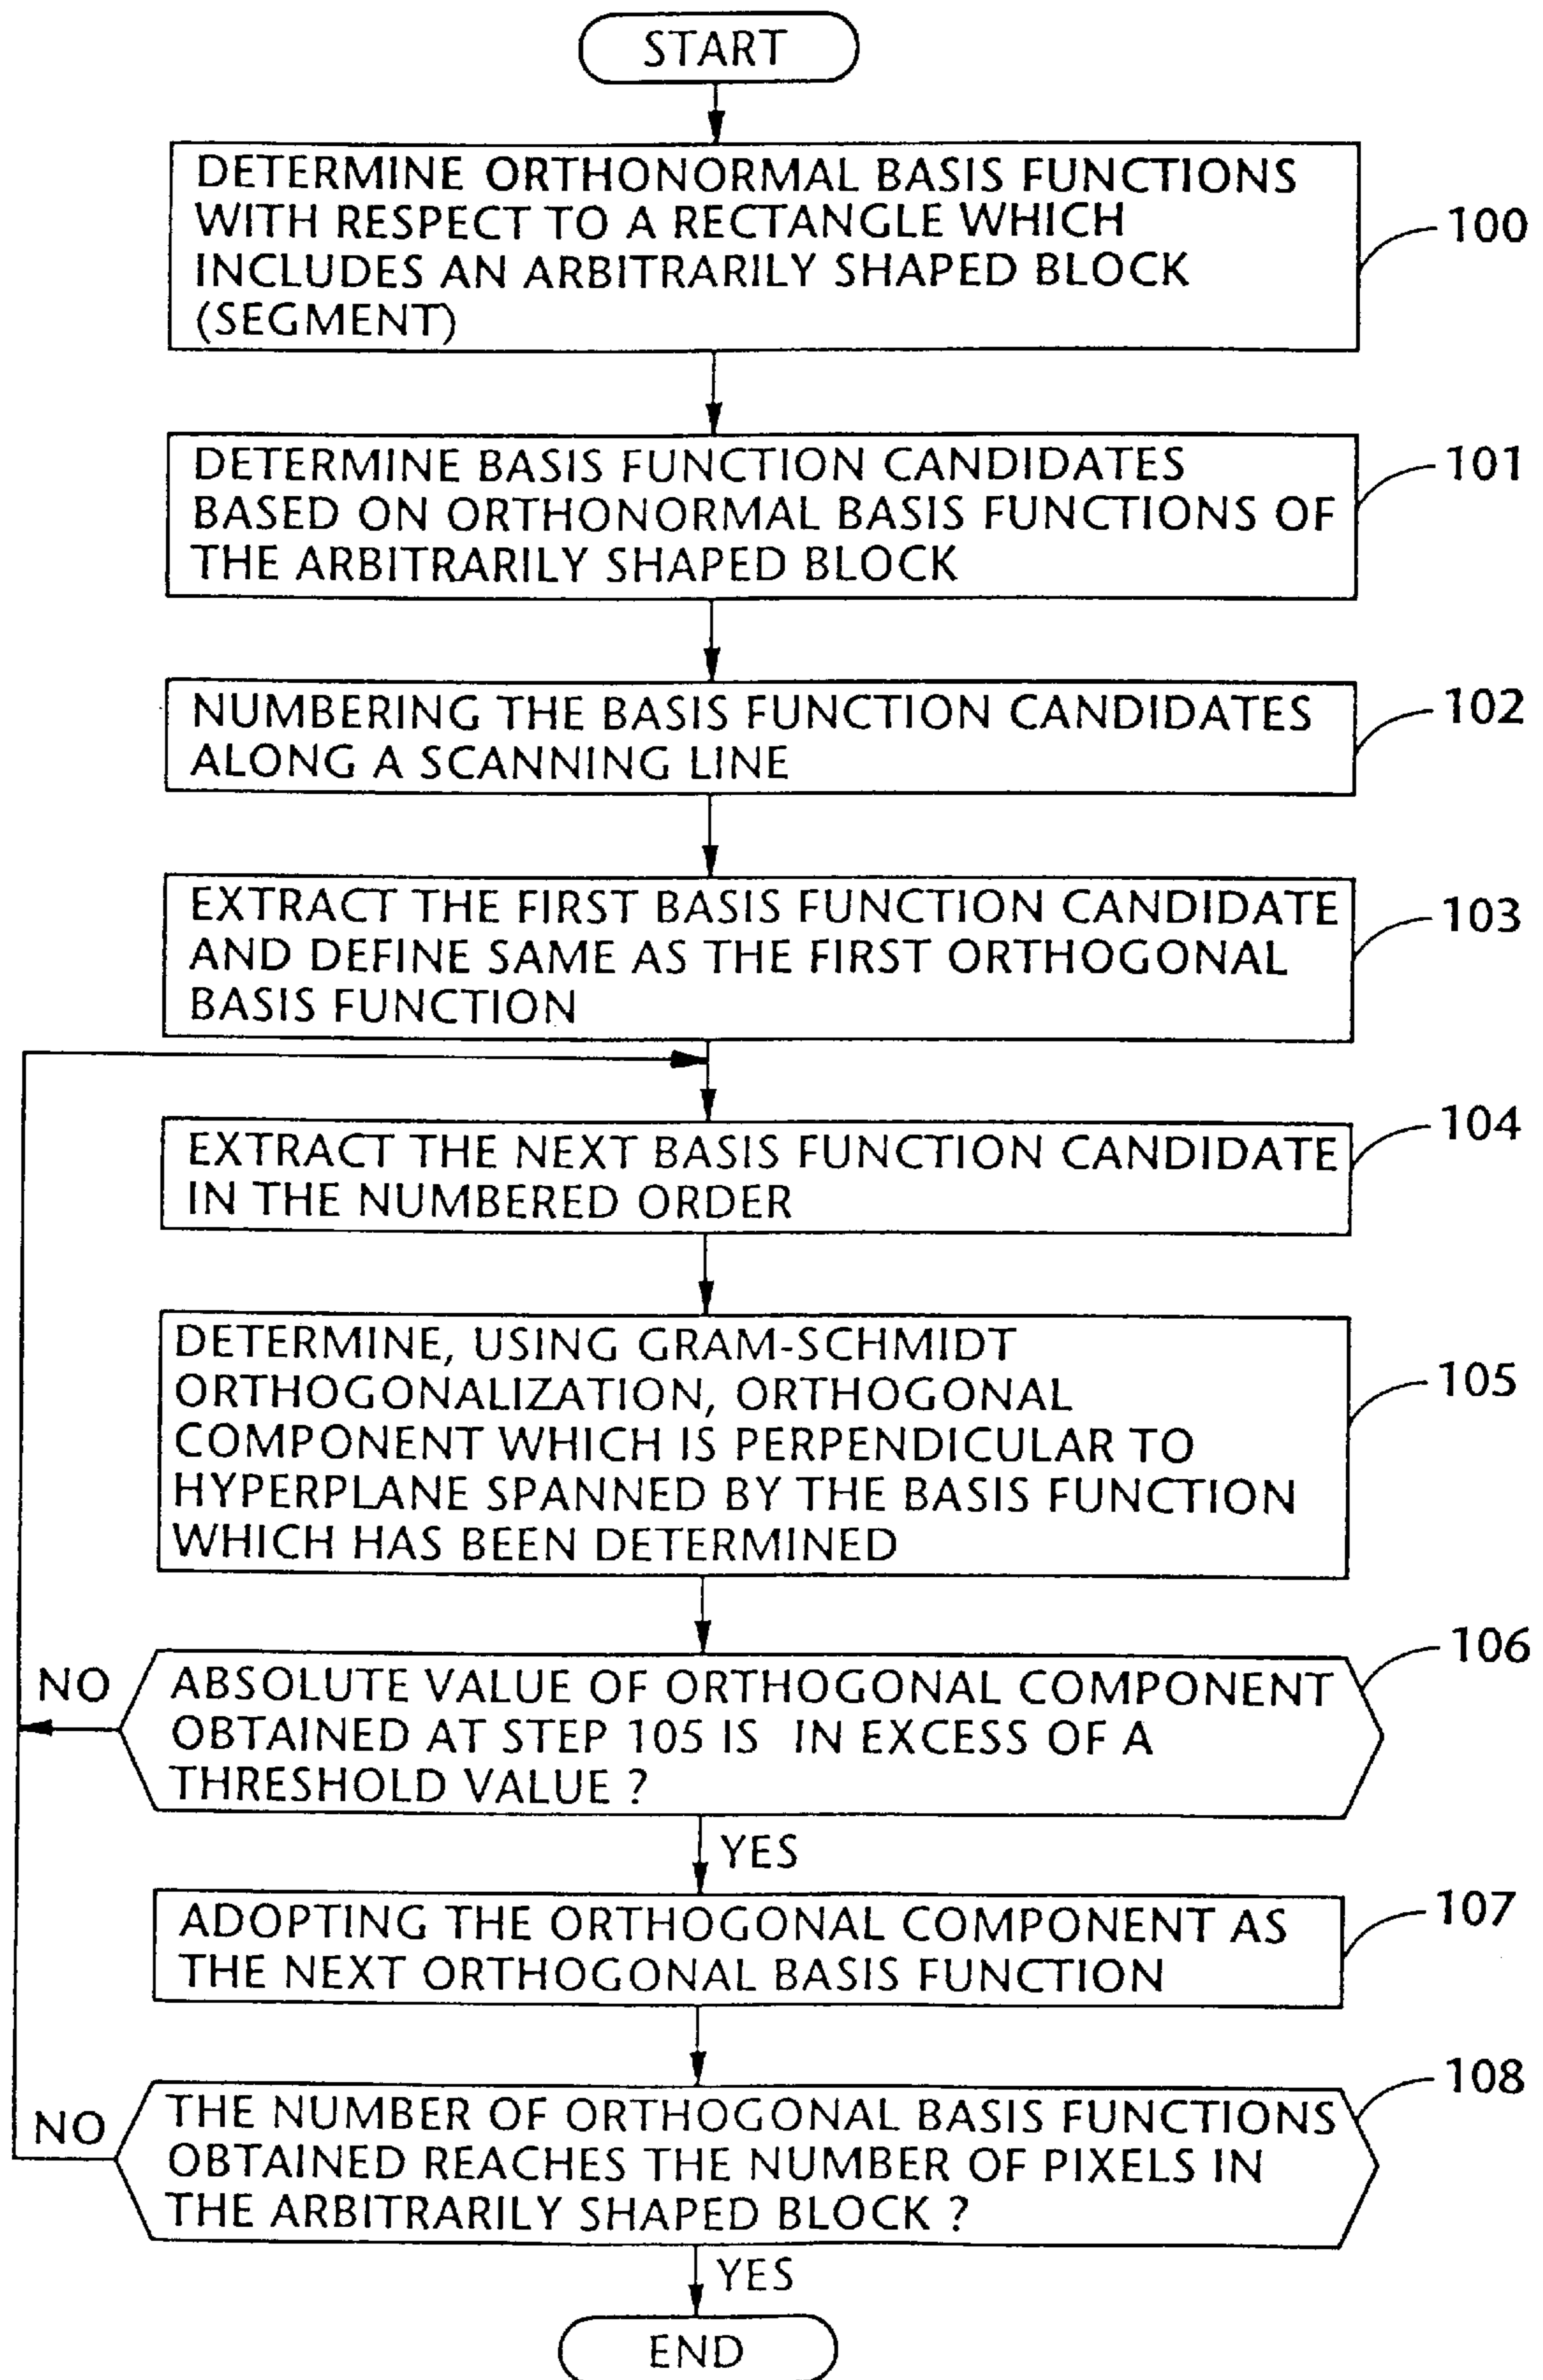 START
DETERMINE ORTHONORMAL BASIS FUNCTIONS
WITH RESPECT TO A RECTANGLE WHICH
INCLUDES AN ARBITRARILY SHAPED BLOCK
(SEGMENT)
100
DETERMINE BASIS FUNCTION CANDIDATES
BASED ON ORTHONORMAL BASIS FUNCTIONS OF
THE ARBITRARILY SHAPED BLOCK
101
NUMBERING THE BASIS FUNCTION CANDIDATES
ALONG A SCANNING LINE
102
EXTRACT THE FIRST BASIS FUNCTION CANDIDATE
AND DEFINE SAME AS THE FIRST ORTHOGONAL
BASIS FUNCTION
103
EXTRACT THE NEXT BASIS FUNCTION CANDIDATE
IN THE NUMBERED ORDER
104
DETERMINE, USING GRAM-SCHMIDT
ORTHOGONALIZATION, ORTHOGONAL
COMPONENT WHICH IS PERPENDICULAR TO
HYPERPLANE SPANNED BY THE BASIS FUNCTION
WHICH HAS BEEN DETERMINED
105
ABSOLUTE VALUE OF ORTHOGONAL COMPONENT
OBTAINED AT STEP 105 IS IN EXCESS OF A
THRESHOLD VALUE ?
106
NO
YES
ADOPTING THE ORTHOGONAL COMPONENT AS
THE NEXT ORTHOGONAL BASIS FUNCTION
107
THE NUMBER OF ORTHOGONAL BASIS FUNCTIONS
OBTAINED REACHES THE NUMBER OF PIXELS IN
THE ARBITRARILY SHAPED BLOCK ?
108
NO
YES
END